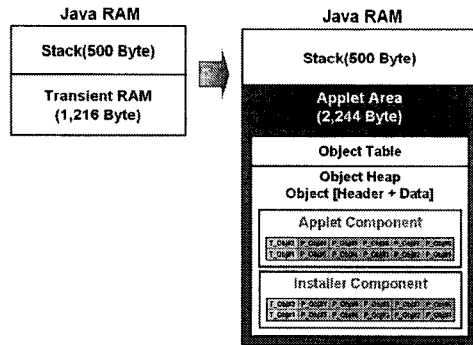 Java RAM
Stack(500 Byte)
Transient RAM
(1,216 Byte)
Java RAM
Stack(500 Byte)
Applet Area
(2,244 Byte)
Object Table
Object Heap
Object [Header + Data]
Applet Component
Installer Component